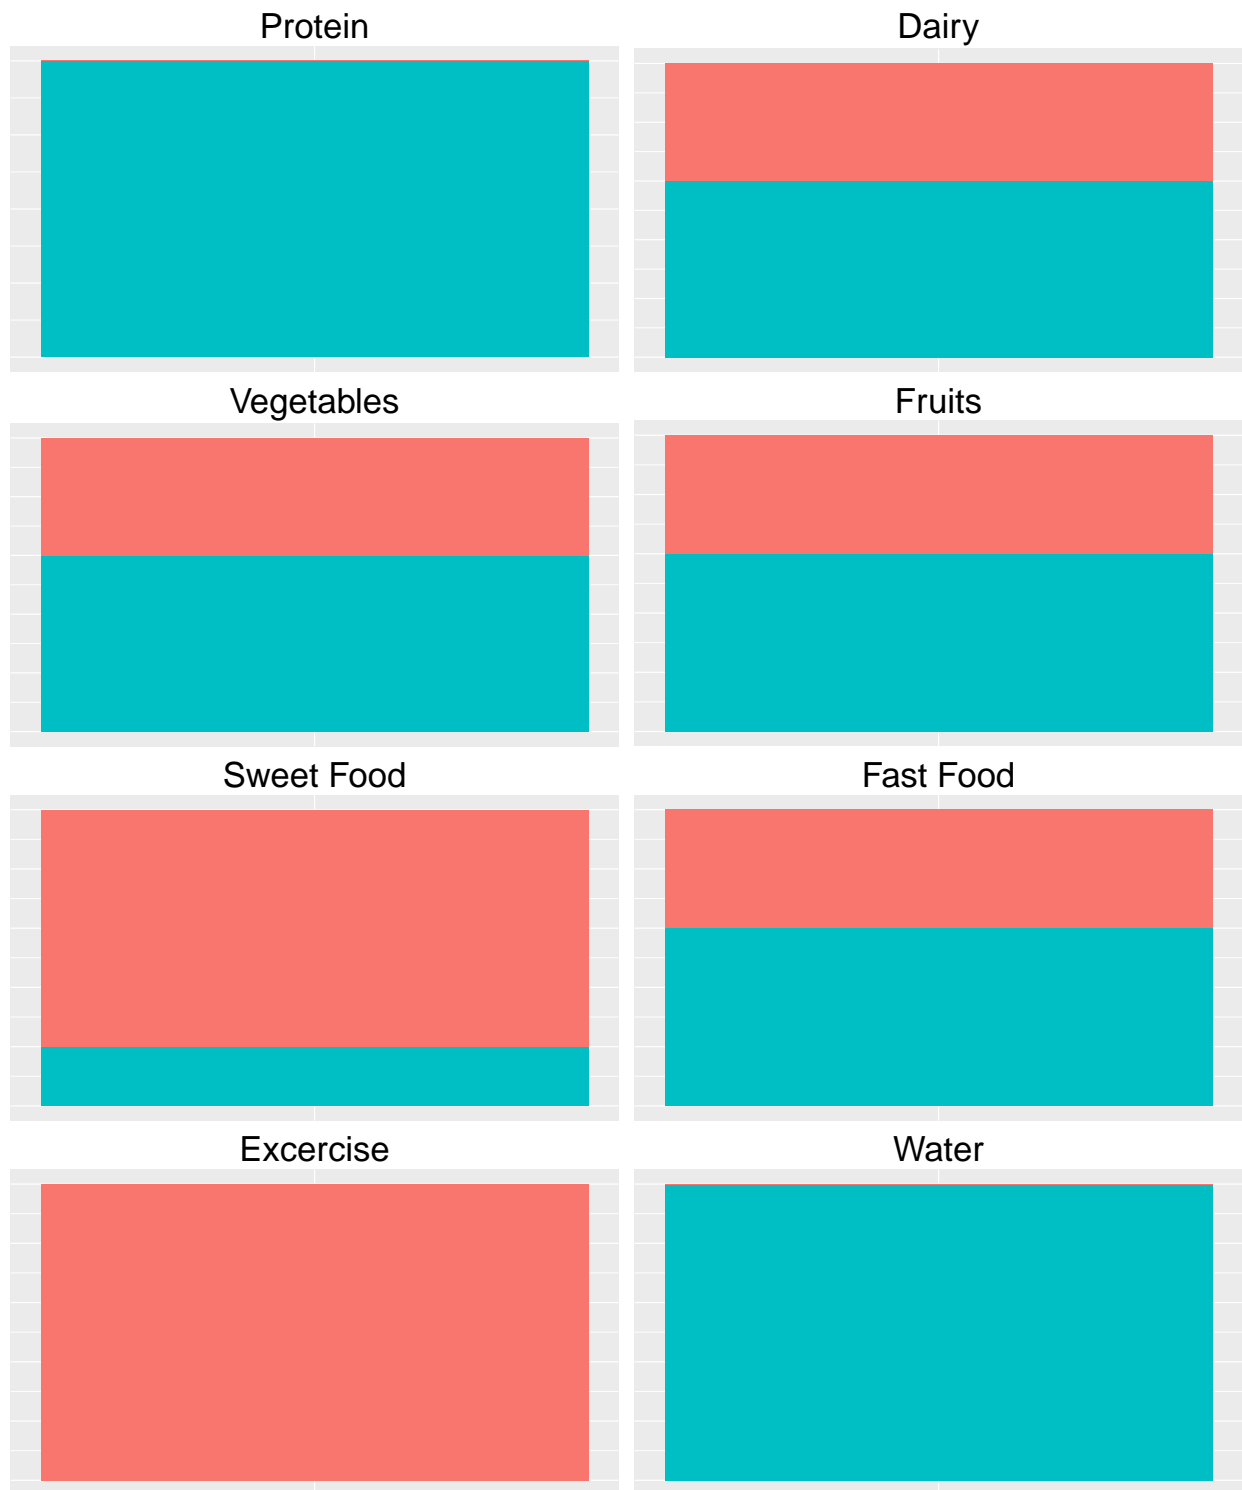 Protein
Dairy
Vegetables
Fruits
Sweet Food
Fast Food
Excercise
Water